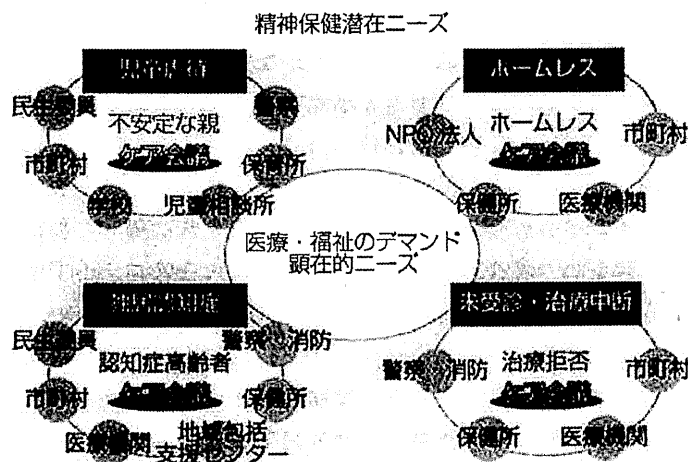 精神保健潜在ニーズ
児童虐待
民生委員
警察
不安定な親
市町村
ケア会議
保育所
学校
児童相談所
ホームレス
NPO法人
ホームレス
市町村
ケア会議
保健所
医療機関
医療・福祉のデマンド
顕在的ニーズ
民生委員
警察・消防
認知症高齢者
市町村
ケア会議
保健所
医療機関
地域包括
支援センター
未受診・治療中断
警察・消防
治療拒否
市町村
ケア会議
保健所
医療機関